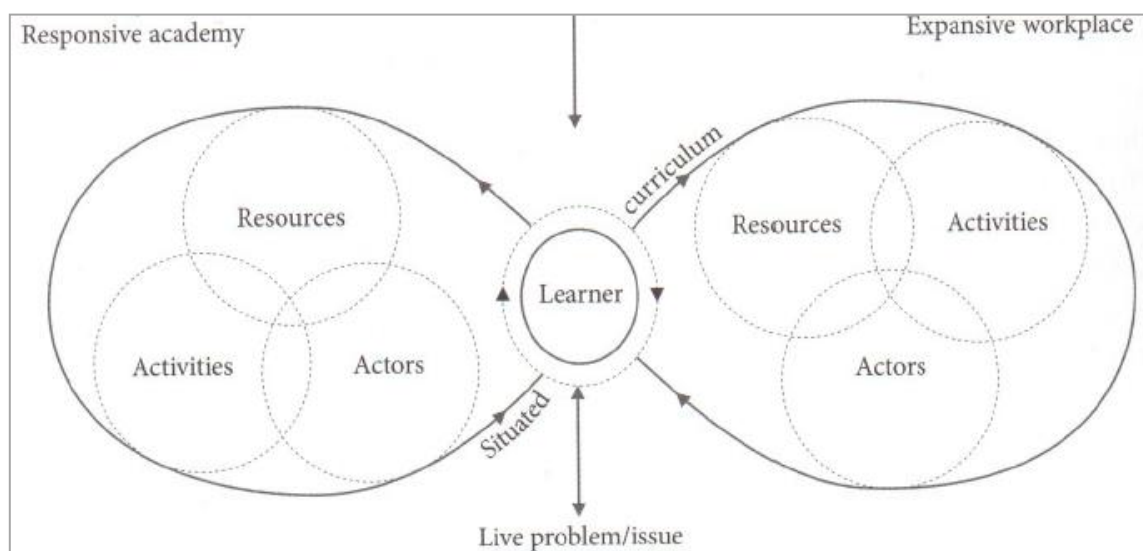 Responsive academy
Expansive workplace
curriculum
Resources
Activities
Actors
Learner
Resources
Activities
Actors
Situated
Live problem/issue